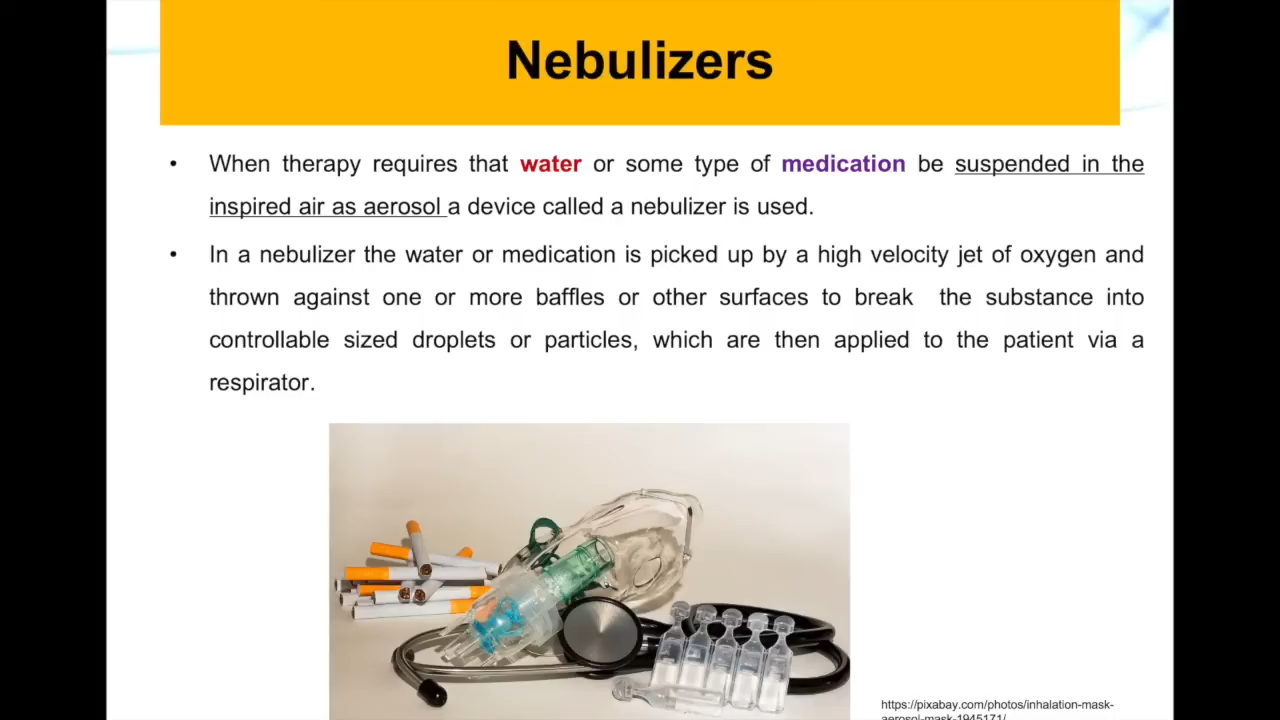 Nebulizers
• When therapy requires that water or some type of medication be suspended in the
inspired air as aerosol a device called a nebulizer is used.
• In a nebulizer the water or medication is picked up by a high velocity jet of oxygen and
thrown against one or more baffles or other surfaces to break the substance into
controllable sized droplets or particles, which are then applied to the patient via a
respirator.
https://pixabay.com/photos/inhalation-mask-
aerosol-mask-1945171/